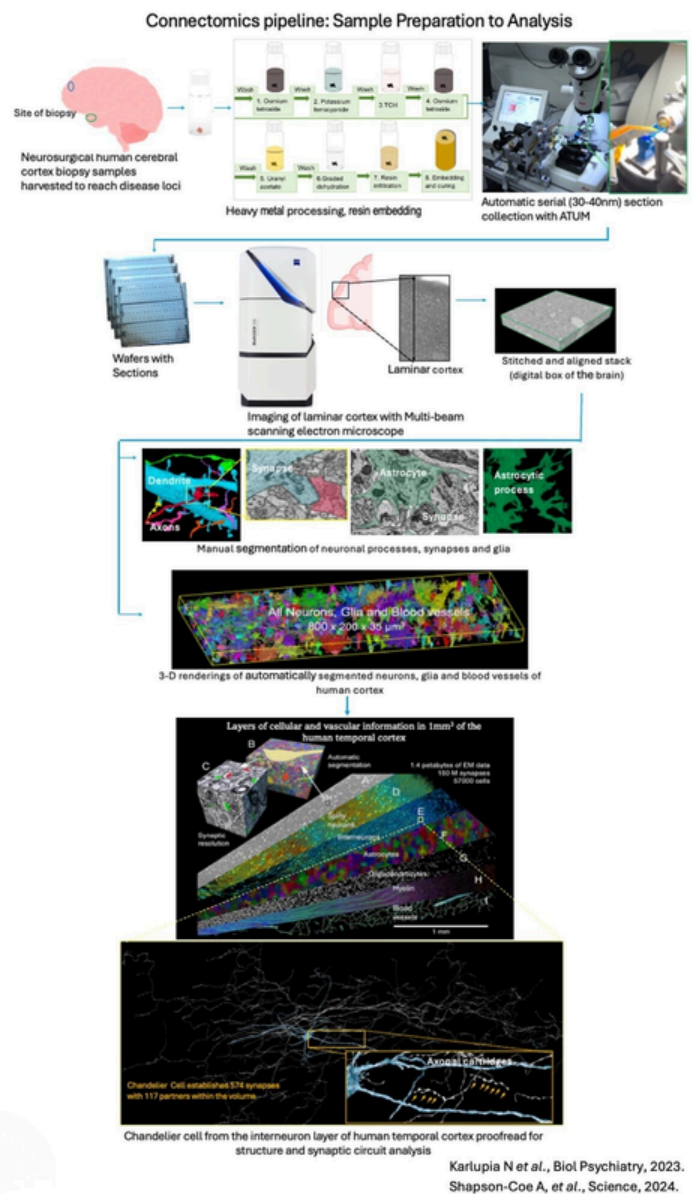 Connectomics pipeline: Sample Preparation to Analysis
Site of biopsy
Neurosurgical human cerebral
cortex biopsy samples
harvested to reach disease loci
Wash
Wash
Wash
Wash
1. Osmium
tetroxide
2. Potassium
ferrocyanide
3.TCH
4. Osmium
tetroxide
Wash
Wash
5. Uranyl
acetate
6. Graded
dehydration
7. Resin
infiltration
8. Embedding
and curing
Heavy metal processing, resin embedding
Automatic serial (30-40nm) section
collection with ATUM
Wafers with
Sections
Imaging of laminar cortex with Multi-beam
scanning electron microscope
Laminar cortex
Stitched and aligned stack
(digital box of the brain)
Dendrite
Axons
Synapse
Astrocyte
Synapse
Astrocytic
process
Manual segmentation of neuronal processes, synapses and glia
All Neurons, Glia and Blood vessels
800 x 200 x 35 µm³
3-D renderings of automatically segmented neurons, glia and blood vessels of
human cortex
Layers of cellular and vascular information in 1mm³ of the
human temporal cortex
B
C
Automatic
segmentation
1.4 petabytes of EM data
150 M synapses
57000 cells
Synaptic
resolution
A
D
E
F
G
H
I
Spiny
neurons
Interneurons
Astrocytes
Oligodendrocytes
Myelin
Blood
vessels
1 mm
Axonal cartridges
Chandelier Cell establishes 574 synapses
with 117 partners within the volume
Chandelier cell from the interneuron layer of human temporal cortex proofread for
structure and synaptic circuit analysis
Karlupia N et al., Biol Psychiatry, 2023.
Shapson-Coe A, et al., Science, 2024.